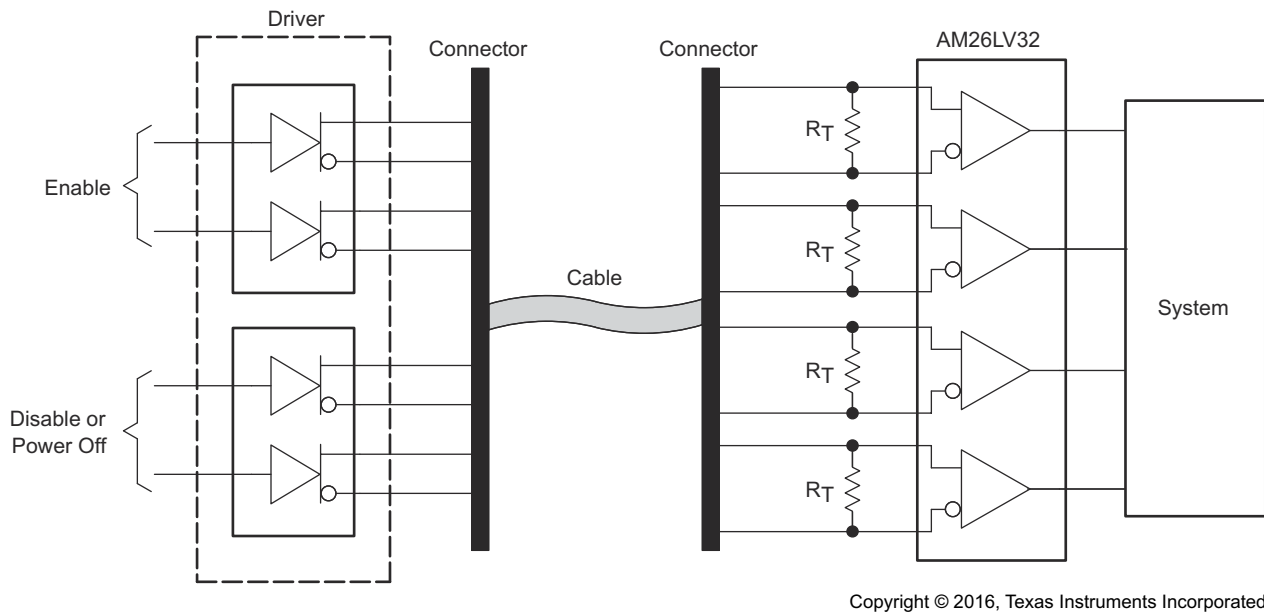 Driver
Connector
Connector
AM26LV32
Enable
Disable or
Power Off
Cable
RT
RT
RT
RT
System
Copyright © 2016, Texas Instruments Incorporated